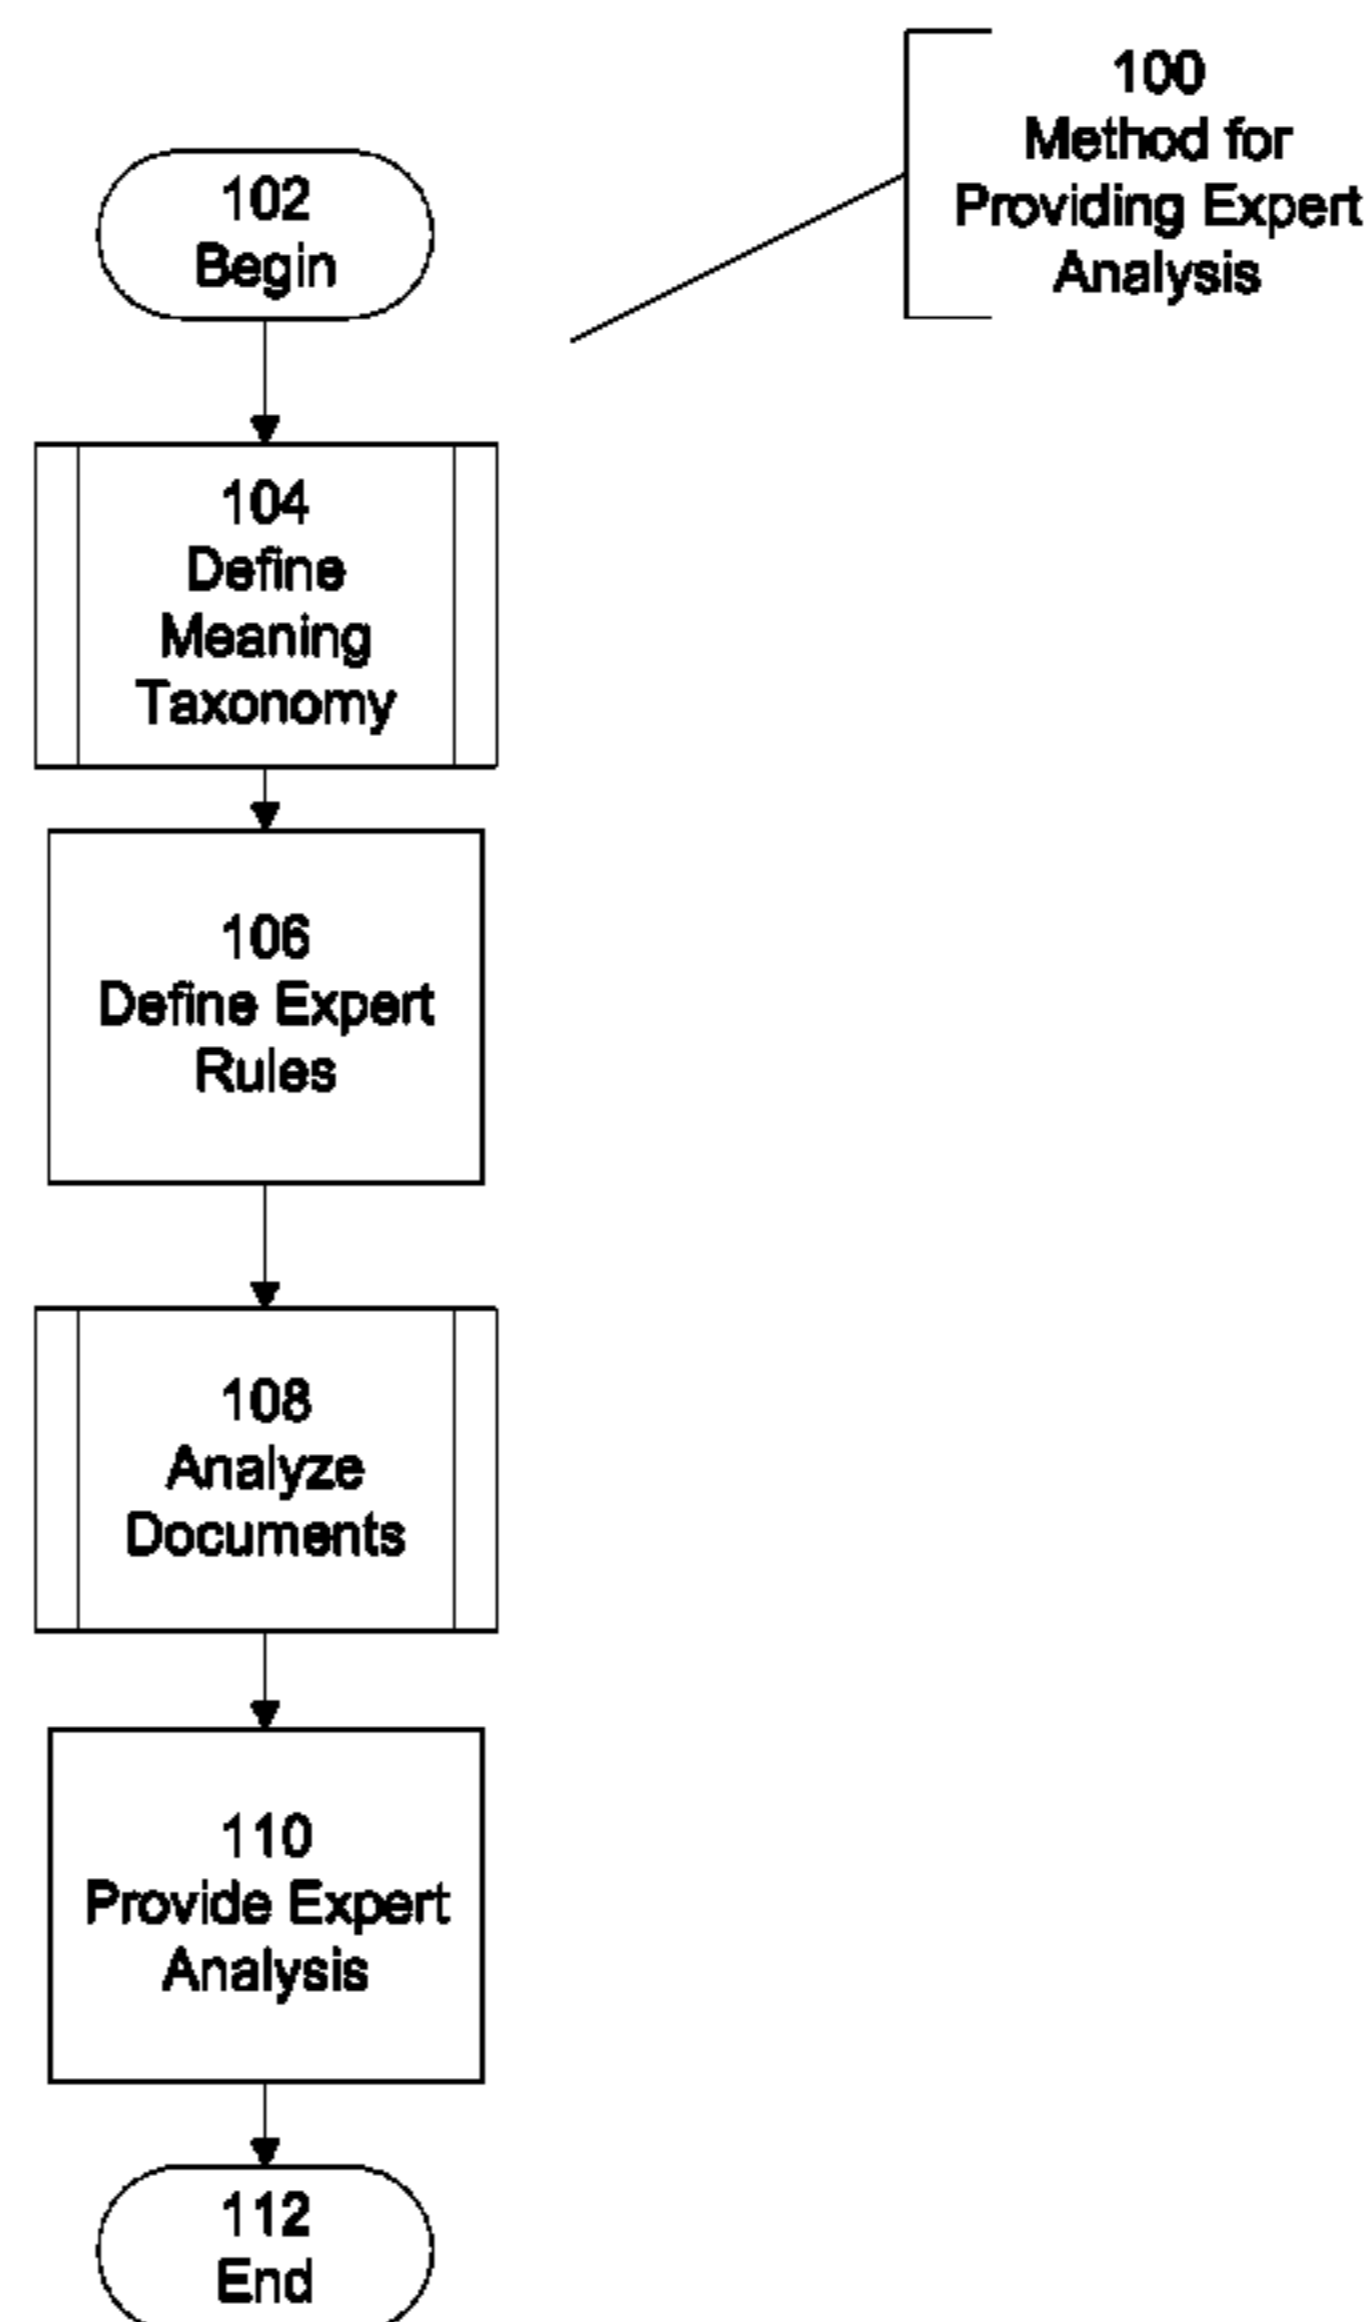 100
Method for
Providing Expert
Analysis
102
Begin
104
Define
Meaning
Taxonomy
106
Define Expert
Rules
108
Analyze
Documents
110
Provide Expert
Analysis
112
End